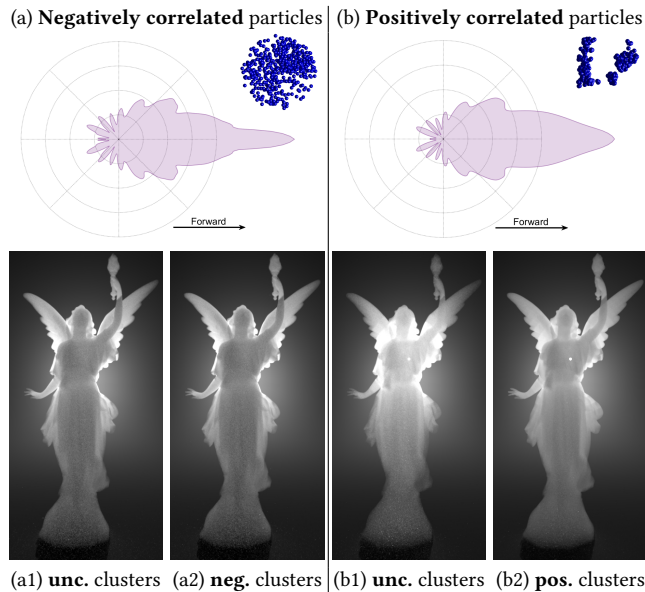 (a) Negatively correlated particles
(b) Positively correlated particles
Forward
Forward
(a1) unc. clusters
(a2) neg. clusters
(b1) unc. clusters
(b2) pos. clusters